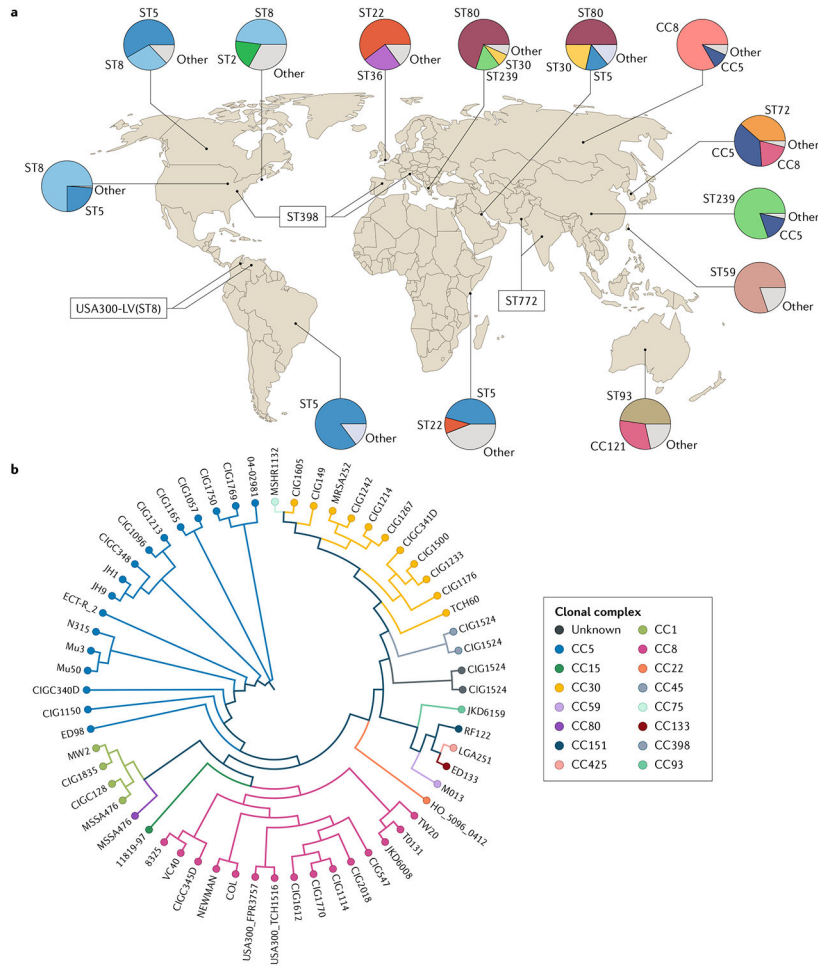 a
ST5
ST8
Other
ST8
ST2
Other
ST22
ST36
Other
ST80
Other
ST30
ST239
ST80
ST30
ST5
Other
CC8
Other
CC5
ST72
Other
CC5
CC8
ST8
Other
ST5
ST398
ST239
Other
CC5
ST59
Other
USA300-LV(ST8)
ST772
ST5
Other
ST5
ST22
Other
ST93
CC121
Other
b
MSHR1132
CIG1605
CIG149
MRSA252
CIG1242
CIG1214
CIG1267
CIGC341D
CIG1500
CIG1233
CIG1176
TCH60
CIG1524
CIG1524
CIG1524
CIG1524
JKD6159
RF122
LGA251
ED133
M013
HO_5096_0412
TW20
T0131
JKD6008
CIG547
CIG2018
CIG1114
CIG1770
CIG1612
USA300_TCH1516
USA300_FPR3757
COL
NEWMAN
CIGC345D
VC40
8325
11819-97
MSSA476
MSSA476
CIGC128
CIG1835
MW2
ED98
CIG1150
CIGC340D
Mu50
Mu3
N315
ECT-R_2
JH9
JH1
CIGC348
CIG1096
CIG1213
CIG1165
CIG1057
CIG1750
CIG1769
04-02981
Clonal complex
Unknown
CC5
CC15
CC30
CC59
CC80
CC151
CC425
CC1
CC8
CC22
CC45
CC75
CC133
CC398
CC93